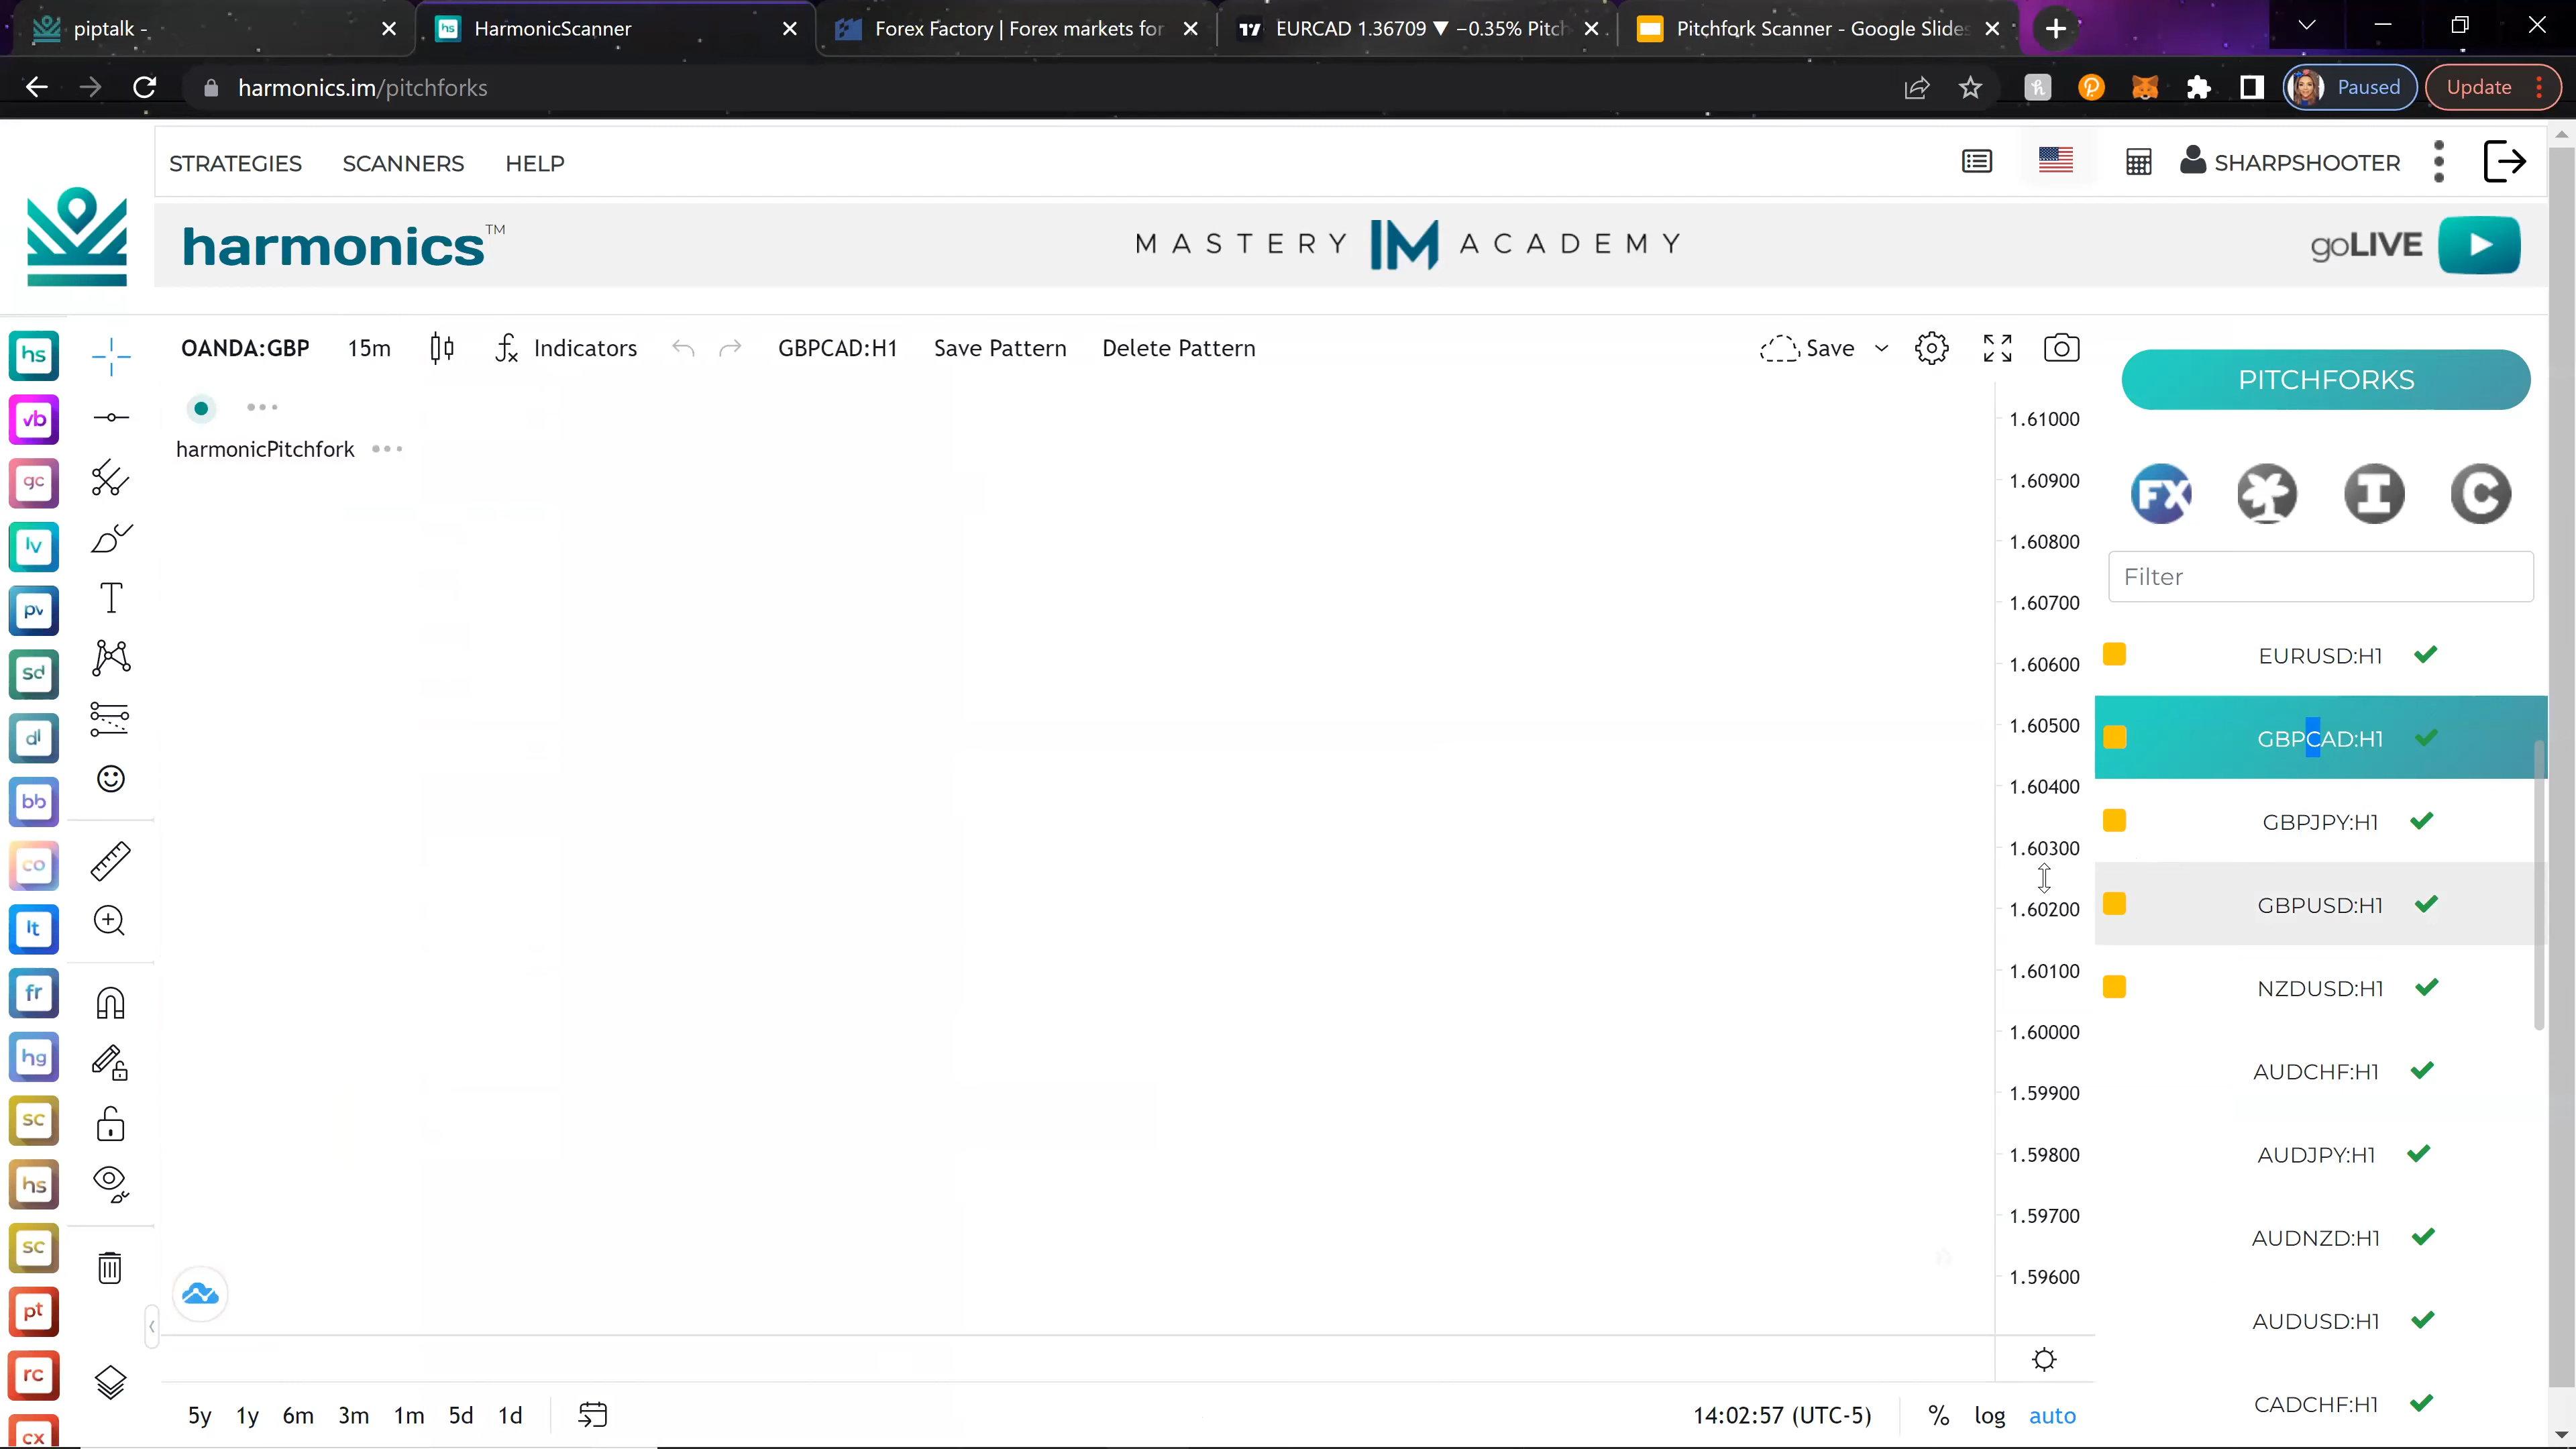 piptalk -
HarmonicScanner
Forex Factory | Forex markets for
EURCAD 1.36709 ▼ −0.35% Pitch
Pitchfork Scanner - Google Slides
harmonics.im/pitchforks
Paused
Update
STRATEGIES SCANNERS HELP
SHARPSHOOTER
harmonics™
MASTERY IM ACADEMY
goLIVE
OANDA:GBP 15m Indicators GBPCAD:H1 Save Pattern Delete Pattern
Save
harmonicPitchfork
hs
vb
gc
lv
pv
sd
dl
bb
co
lt
fr
hg
sc
hs
sc
pt
rc
cx
1.61000
1.60900
1.60800
1.60700
1.60600
1.60500
1.60400
1.60300
1.60200
1.60100
1.60000
1.59900
1.59800
1.59700
1.59600
PITCHFORKS
FX I C
Filter
EURUSD:H1
GBPCAD:H1
GBPJPY:H1
GBPUSD:H1
NZDUSD:H1
AUDCHF:H1
AUDJPY:H1
AUDNZD:H1
AUDUSD:H1
CADCHF:H1
5y 1y 6m 3m 1m 5d 1d
14:02:57 (UTC-5) % log auto